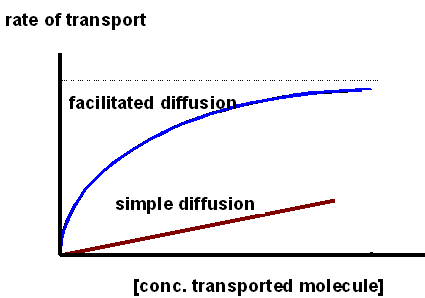 rate of transport
facilitated diffusion
simple diffusion
[conc. transported molecule]